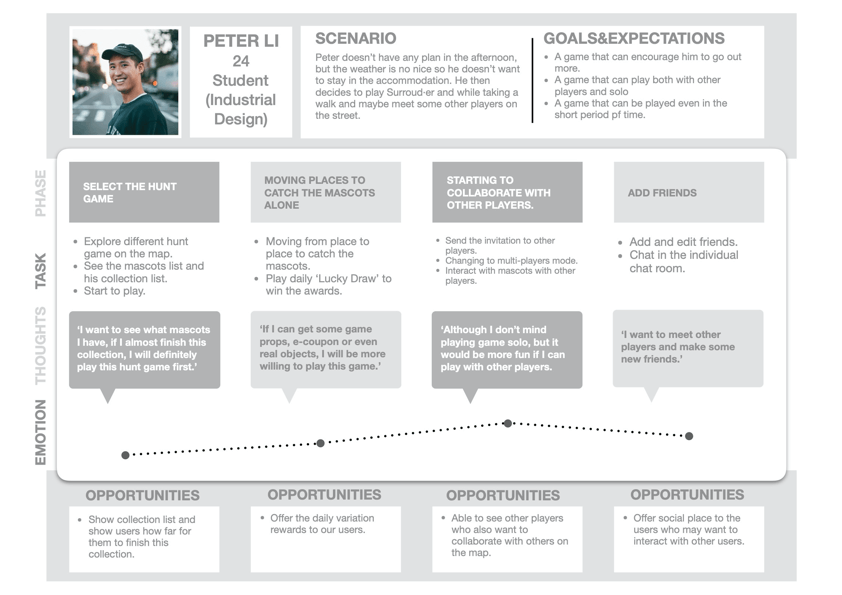 PETER LI
24
Student
(Industrial
Design)
SCENARIO
Peter doesn't have any plan in the afternoon,
but the weather is no nice so he doesn't want
to stay in the accommodation. He then
decides to play Surroud·er and while taking a
walk and maybe meet some other players on
the street.
GOALS&EXPECTATIONS
• A game that can encourage him to go out
more.
• A game that can play both with other
players and solo
• A game that can be played even in the
short period pf time.
PHASE
SELECT THE HUNT
GAME
MOVING PLACES TO
CATCH THE MASCOTS
ALONE
STARTING TO
COLLABORATE WITH
OTHER PLAYERS.
ADD FRIENDS
TASK
• Explore different hunt
game on the map.
• See the mascots list and
his collection list.
• Start to play.
• Moving from place to
place to catch the
mascots.
• Play daily 'Lucky Draw' to
win the awards.
• Send the invitation to other
players.
• Changing to multi-players mode.
• Interact with mascots with other
players.
• Add and edit friends.
• Chat in the individual
chat room.
THOUGHTS
'I want to see what mascots
I have, if I almost finish this
collection, I will definitely
play this hunt game first.'
'If I can get some game
props, e-coupon or even
real objects, I will be more
willing to play this game.'
'Although I don't mind
playing game solo, but it
would be more fun if I can
play with other players.
'I want to meet other
players and make some
new friends.'
EMOTION
OPPORTUNITIES
• Show collection list and
show users how far for
them to finish this
collection.
OPPORTUNITIES
• Offer the daily variation
rewards to our users.
OPPORTUNITIES
• Able to see other players
who also want to
collaborate with others on
the map.
OPPORTUNITIES
• Offer social place to the
users who may want to
interact with other users.